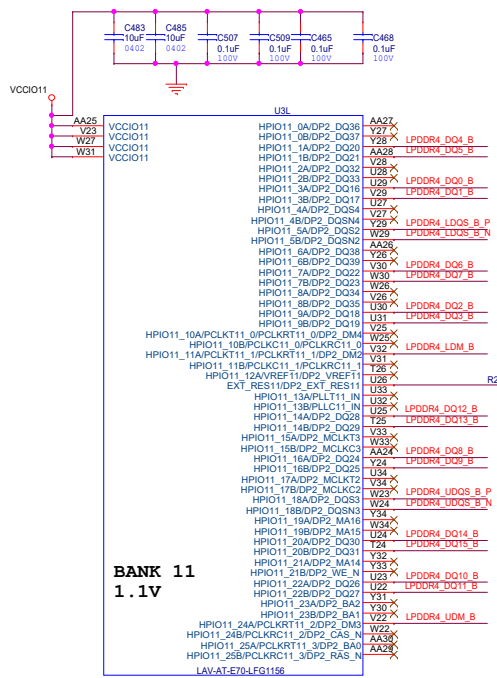 C483 C485 C507 C509 C465 C468
10uF 10uF 0.1uF 0.1uF 0.1uF 0.1uF
0402 0402 100V 100V 100V 100V
VCCIO11
U3L
AA25 VCCIO11
V23 VCCIO11
W27 VCCIO11
W31 VCCIO11
HPIO11_0A/DP2_DQ36 AA27
HPIO11_0B/DP2_DQ37 Y27
HPIO11_1A/DP2_DQ20 Y28 LPDDR4_DQ4_B
HPIO11_1B/DP2_DQ21 AA28 LPDDR4_DQ5_B
HPIO11_2A/DP2_DQ32 V28
HPIO11_2B/DP2_DQ33 U28
HPIO11_3A/DP2_DQ16 U29 LPDDR4_DQ0_B
HPIO11_3B/DP2_DQ17 V29 LPDDR4_DQ1_B
HPIO11_4A/DP2_DQS4 U27
HPIO11_4B/DP2_DQSN4 V27
HPIO11_5A/DP2_DQS2 Y29 LPDDR4_LDQS_B_P
HPIO11_5B/DP2_DQSN2 W29 LPDDR4_LDQS_B_N
HPIO11_6A/DP2_DQ38 AA26
HPIO11_6B/DP2_DQ39 Y26
HPIO11_7A/DP2_DQ22 V30 LPDDR4_DQ6_B
HPIO11_7B/DP2_DQ23 W30 LPDDR4_DQ7_B
HPIO11_8A/DP2_DQ34 W26
HPIO11_8B/DP2_DQ35 V26
HPIO11_9A/DP2_DQ18 U30 LPDDR4_DQ2_B
HPIO11_9B/DP2_DQ19 U31 LPDDR4_DQ3_B
HPIO11_10A/PCLKT11_0/PCLKRT11_0/DP2_DM4 V25
HPIO11_10B/PCLKC11_0/PCLKRC11_0 W25
HPIO11_11A/PCLKT11_1/PCLKRT11_1/DP2_DM2 V32 LPDDR4_LDM_B
HPIO11_11B/PCLKC11_1/PCLKRC11_1 V31
HPIO11_12A/VREF11/DP2_VREF11 T26
EXT_RES11/DP2_EXT_RES11 U26 R2
HPIO11_13A/PLLT11_IN U33
HPIO11_13B/PLLC11_IN U32
HPIO11_14A/DP2_DQ28 U25 LPDDR4_DQ12_B
HPIO11_14B/DP2_DQ29 T25 LPDDR4_DQ13_B
HPIO11_15A/DP2_MCLKT3 V33
HPIO11_15B/DP2_MCLKC3 W33
HPIO11_16A/DP2_DQ24 AA24 LPDDR4_DQ8_B
HPIO11_16B/DP2_DQ25 Y24 LPDDR4_DQ9_B
HPIO11_17A/DP2_MCLKT2 U34
HPIO11_17B/DP2_MCLKC2 V34
HPIO11_18A/DP2_DQS3 W23 LPDDR4_UDQS_B_P
HPIO11_18B/DP2_DQSN3 W24 LPDDR4_UDQS_B_N
HPIO11_19A/DP2_MA16 Y34
HPIO11_19B/DP2_MA15 W34
HPIO11_20A/DP2_DQ30 U24 LPDDR4_DQ14_B
HPIO11_20B/DP2_DQ31 T24 LPDDR4_DQ15_B
HPIO11_21A/DP2_MA14 Y32
HPIO11_21B/DP2_WE_N Y33
HPIO11_22A/DP2_DQ26 U23 LPDDR4_DQ10_B
HPIO11_22B/DP2_DQ27 U22 LPDDR4_DQ11_B
HPIO11_23A/DP2_BA2 Y31
HPIO11_23B/DP2_BA1 Y30
HPIO11_24A/PCLKT11_2/PCLKRT11_2/DP2_DM3 V22 LPDDR4_UDM_B
HPIO11_24B/PCLKC11_2/PCLKRC11_2/DP2_CAS_N W22
HPIO11_25A/PCLKT11_3/PCLKRT11_3/DP2_BA0 AA30
HPIO11_25B/PCLKC11_3/PCLKRC11_3/DP2_RAS_N AA29
BANK 11
1.1V
LAV-AT-E70-LFG1156